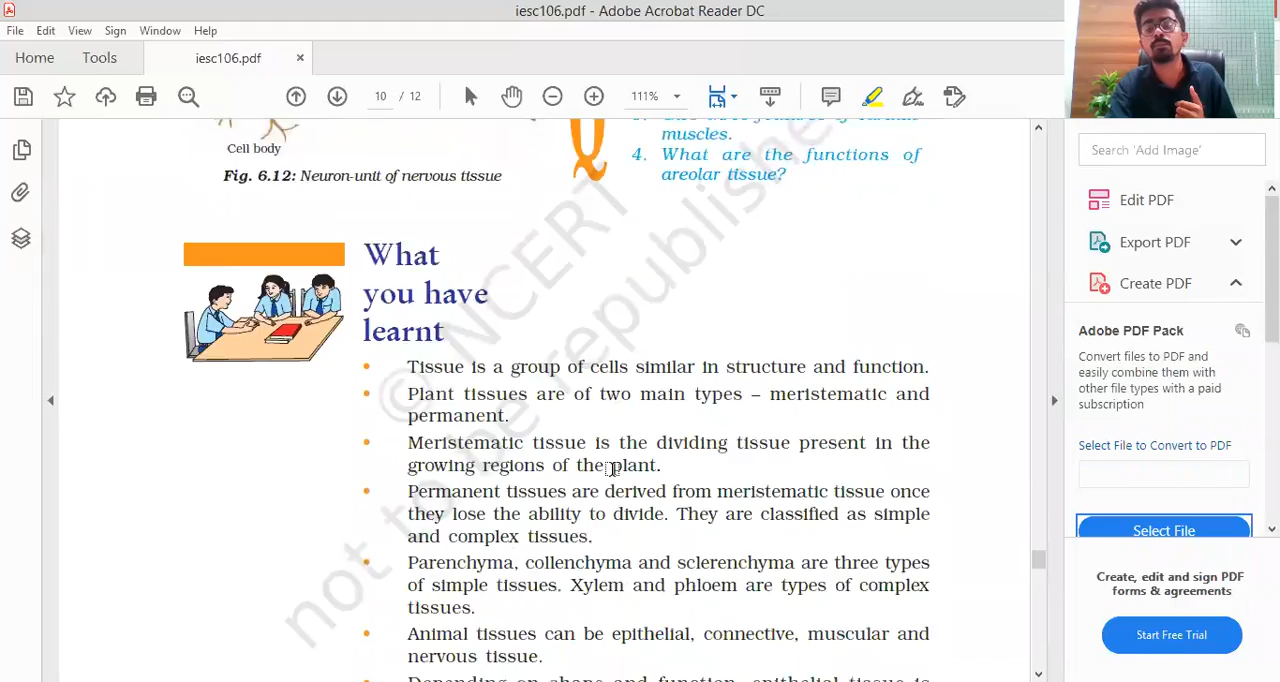 iesc106.pdf - Adobe Acrobat Reader DC
File Edit View Sign Window Help
Home Tools iesc106.pdf ×
10 / 12 111%
Cell body
Fig. 6.12: Neuron-unit of nervous tissue
Q
muscles.
4. What are the functions of
areolar tissue?
What
you have
learnt
• Tissue is a group of cells similar in structure and function.
• Plant tissues are of two main types – meristematic and
permanent.
• Meristematic tissue is the dividing tissue present in the
growing regions of the plant.
• Permanent tissues are derived from meristematic tissue once
they lose the ability to divide. They are classified as simple
and complex tissues.
• Parenchyma, collenchyma and sclerenchyma are three types
of simple tissues. Xylem and phloem are types of complex
tissues.
• Animal tissues can be epithelial, connective, muscular and
nervous tissue.
Depending on shape and function, epithelial tissue is
© NCERT
not to be republishe
Search 'Add Image'
Edit PDF
Export PDF
Create PDF
Adobe PDF Pack
Convert files to PDF and
easily combine them with
other file types with a paid
subscription
Select File to Convert to PDF
Select File
Create, edit and sign PDF
forms & agreements
Start Free Trial